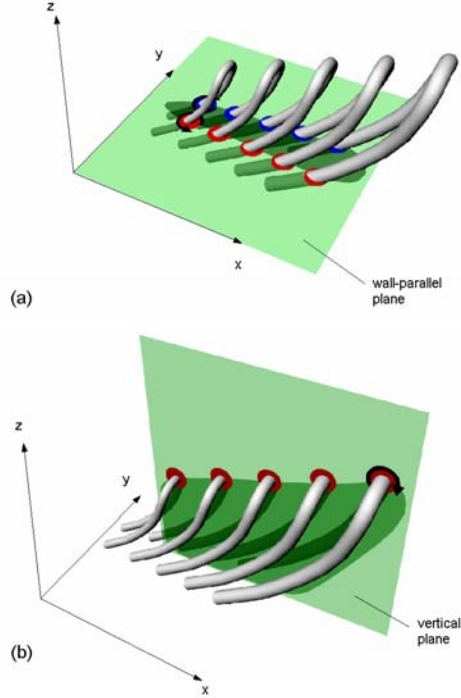 z
y
x
wall-parallel
plane
(a)
z
y
x
vertical
plane
(b)